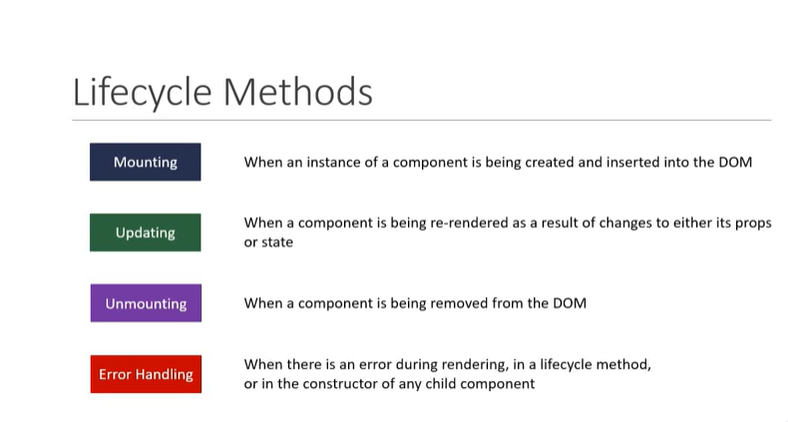 Lifecycle Methods
Mounting
When an instance of a component is being created and inserted into the DOM
Updating
When a component is being re-rendered as a result of changes to either its props
or state
Unmounting
When a component is being removed from the DOM
Error Handling
When there is an error during rendering, in a lifecycle method,
or in the constructor of any child component